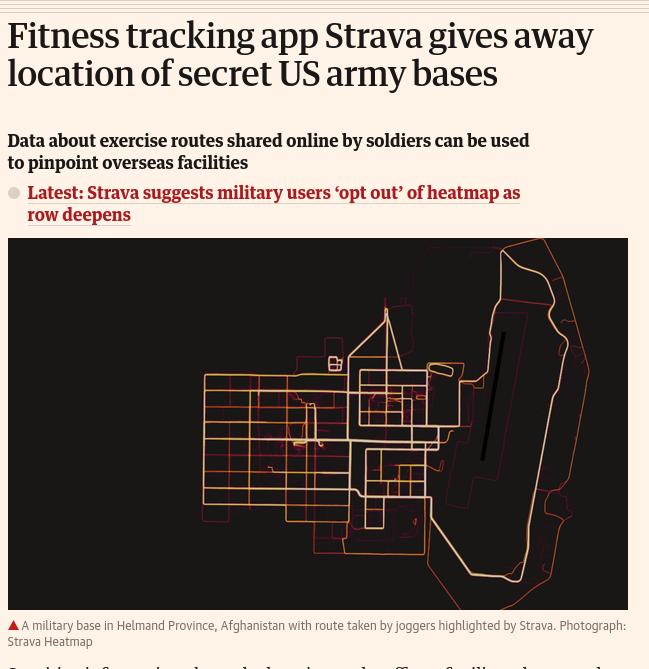 Fitness tracking app Strava gives away
location of secret US army bases
Data about exercise routes shared online by soldiers can be used
to pinpoint overseas facilities
Latest: Strava suggests military users ‘opt out’ of heatmap as
row deepens
A military base in Helmand Province, Afghanistan with route taken by joggers highlighted by Strava. Photograph:
Strava Heatmap